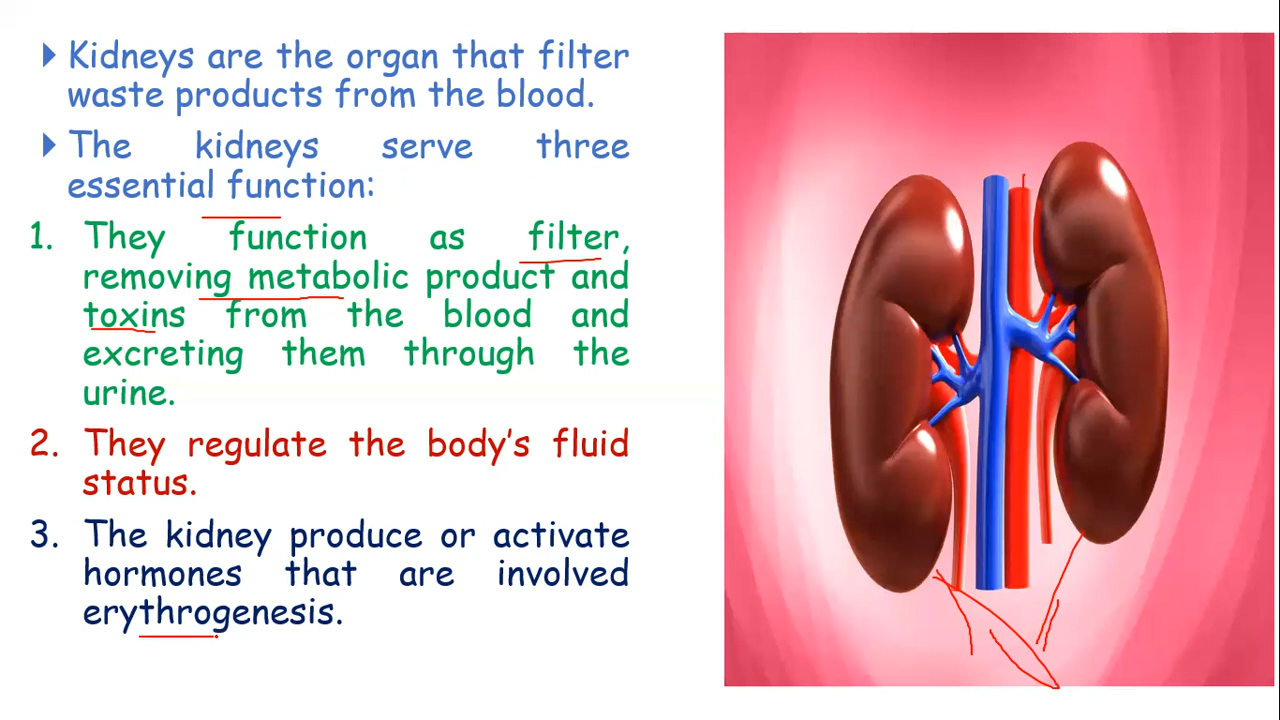 Kidneys are the organ that filter
waste products from the blood.
The kidneys serve three
essential function:
1. They function as filter,
removing metabolic product and
toxins from the blood and
excreting them through the
urine.
2. They regulate the body's fluid
status.
3. The kidney produce or activate
hormones that are involved
erythrogenesis.